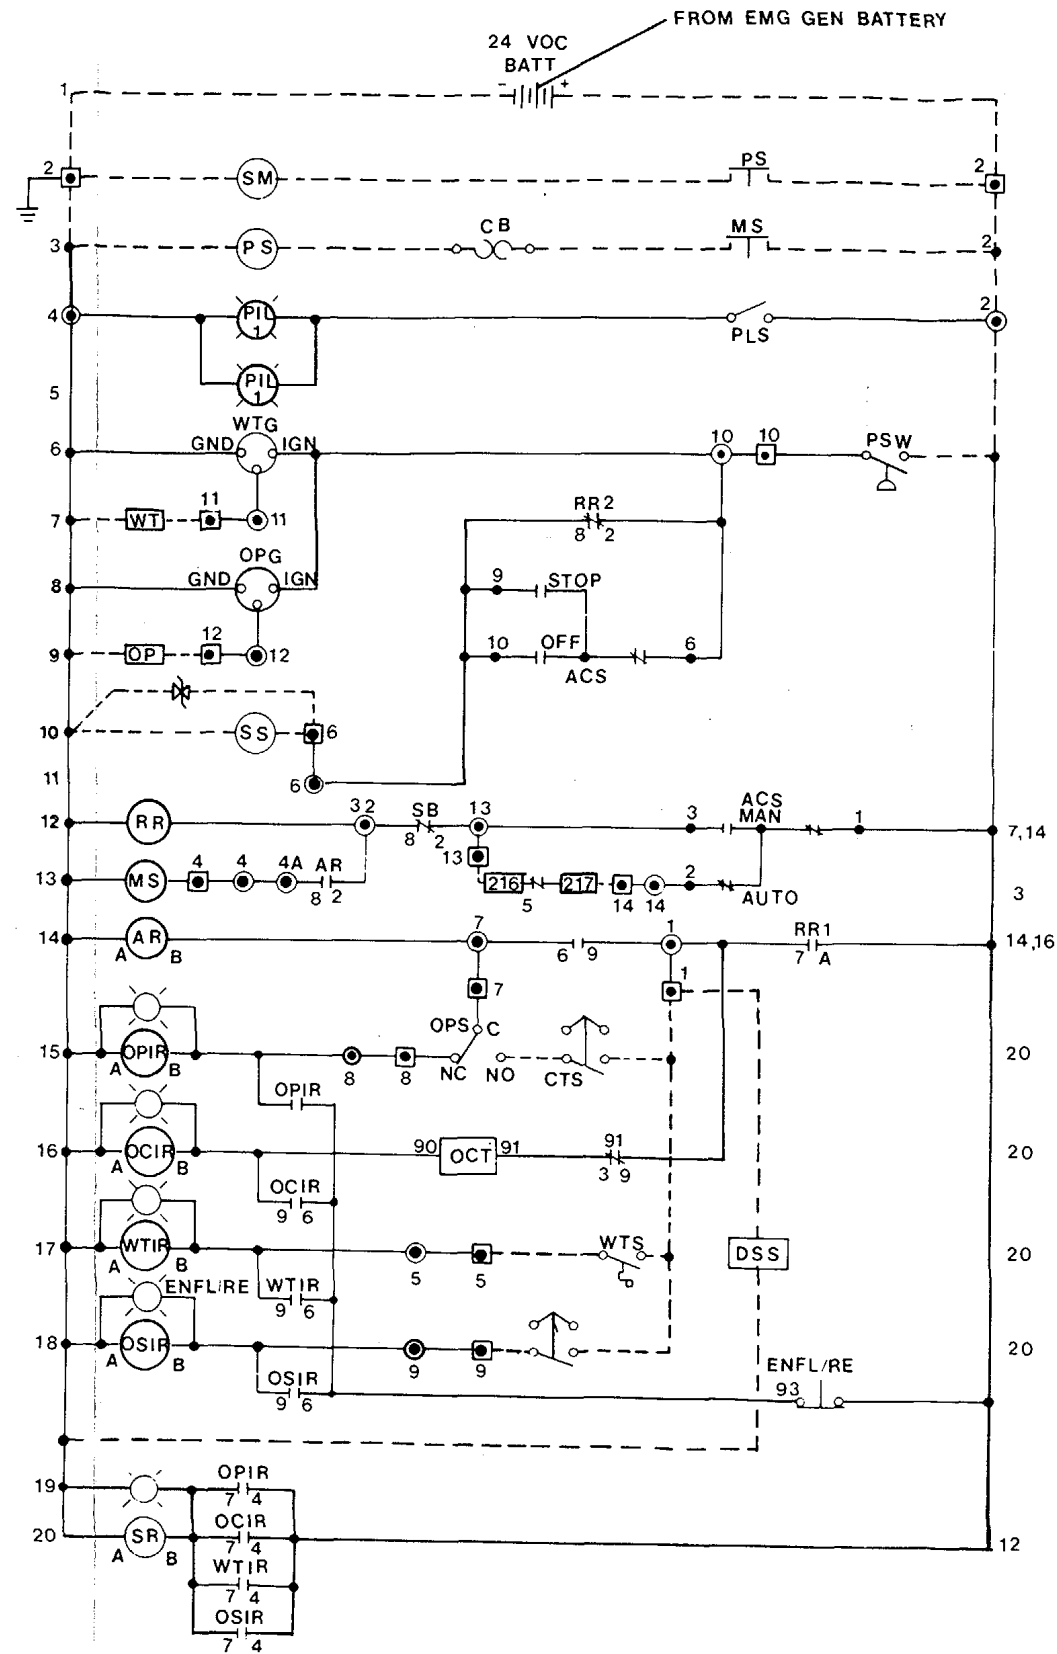 FROM EMG GEN BATTERY
24 VOC
BATT
- +
1
2 SM PS 2
3 PS CB MS 2
4 PIL 1 PLS 2
5 PIL 1
WTG
6 GND IGN 10 10 PSW
7 WT 11 11 RR2 8 2
OPG
8 GND IGN 9 STOP
9 OP 12 12 10 OFF 6
ACS
10 SS 6
11 6
ACS
12 RR 32 SB 8 2 13 3 MAN 1 7,14
13
13 MS 4 4 4A AR 8 2 216 5 217 14 14 2 AUTO 3
14 A AR B 7 6 9 1 RR1 7 A 14,16
7 1
OPS C
15 A OPIR B 8 8 NC NO CTS 20
OPIR
16 A OCIR B 90 OCT 91 91 3 9 20
OCIR
9 6
17 A WTIR B 5 5 WTS DSS 20
ENFL/RE WTIR
9 6
18 A OSIR B 9 9 20
OSIR
9 6
ENFL/RE
93
19 OPIR
7 4
20 A SR B OCIR 12
7 4
WTIR
7 4
OSIR
7 4